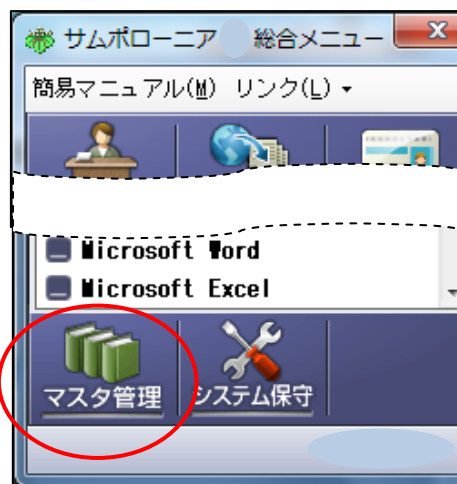 サムポローニア 総合メニュー
簡易マニュアル(M) リンク(L)
Microsoft Word
Microsoft Excel
マスタ管理 システム保守